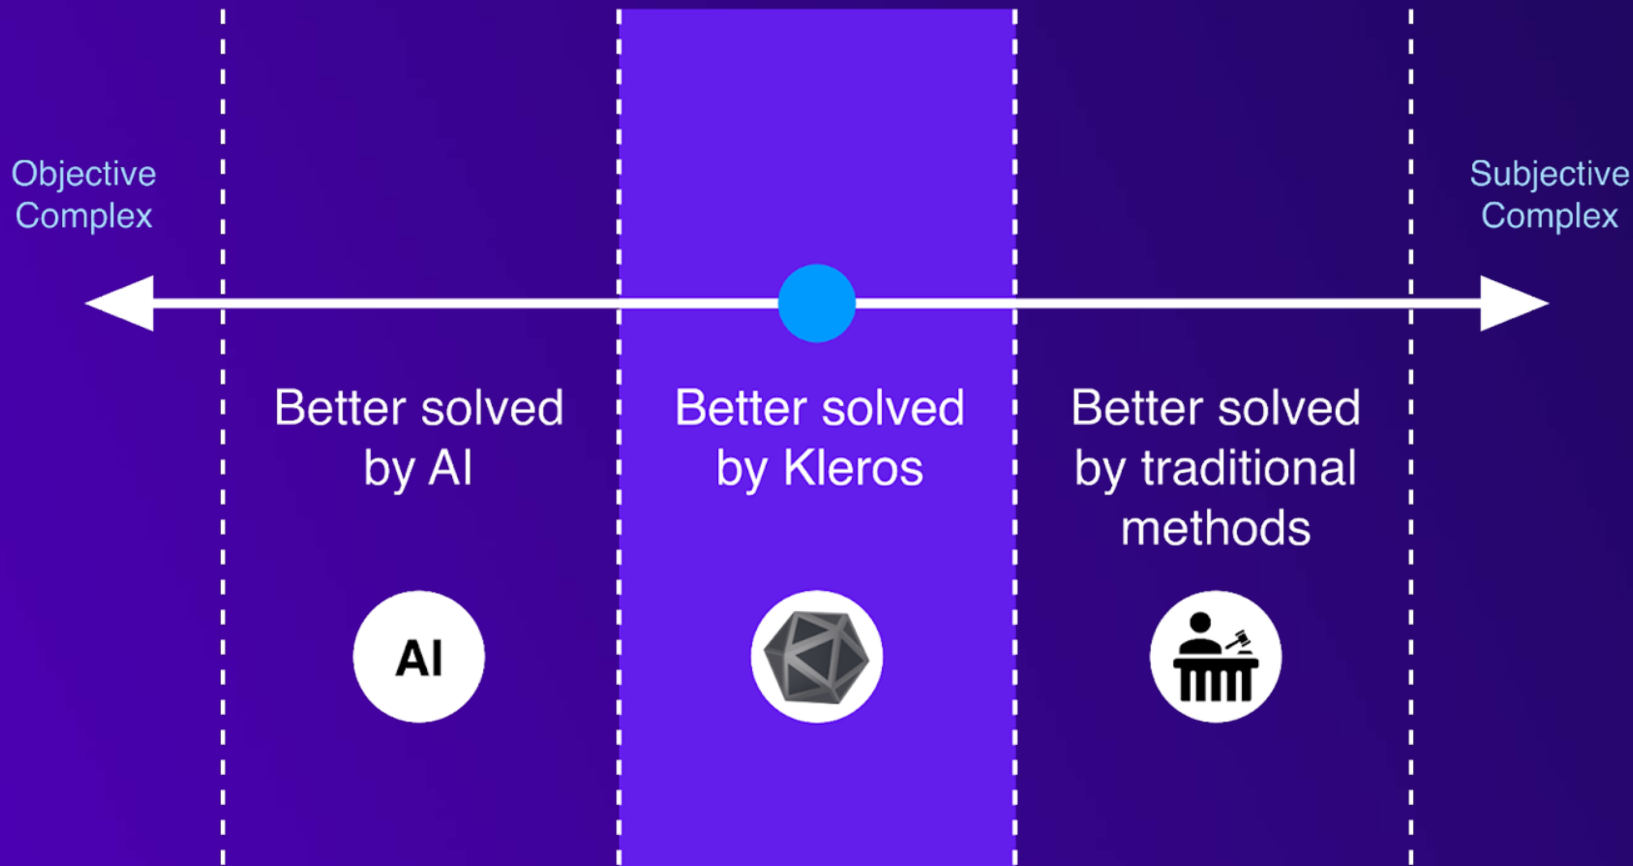 Objective
Complex
Subjective
Complex
Better solved
by AI
Better solved
by Kleros
Better solved
by traditional
methods
AI